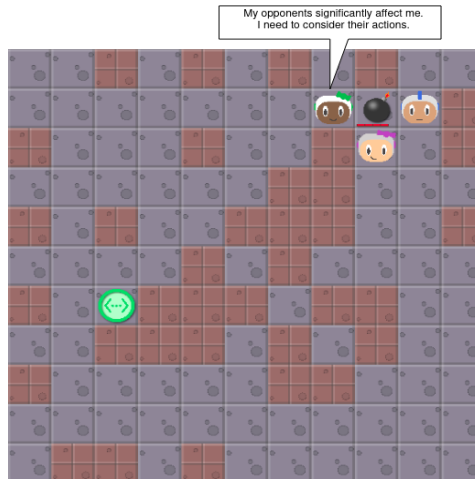 My opponents significantly affect me.
I need to consider their actions.